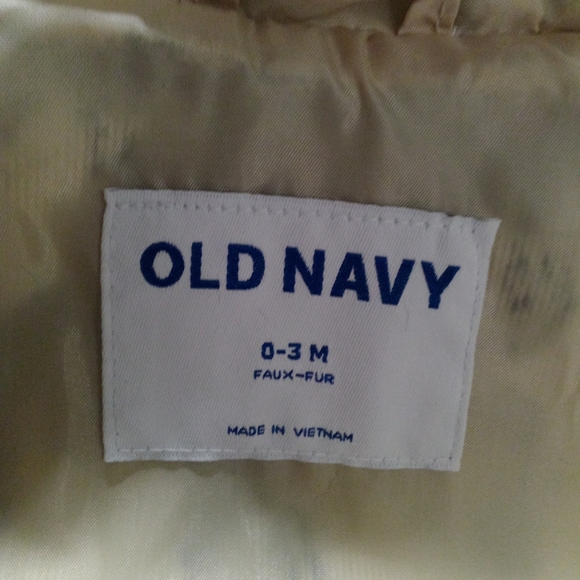 OLD NAVY
0-3 M
FAUX-FUR
MADE IN VIETNAM